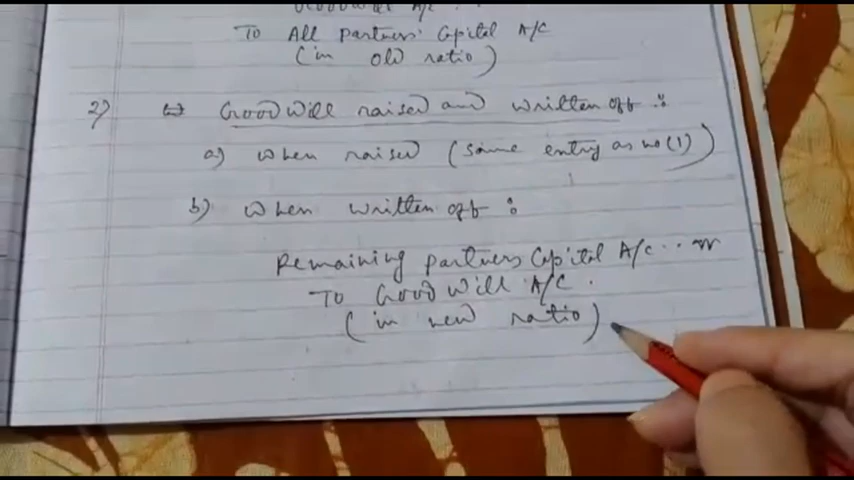 Goodwill A/c . .
To All partners' Capital A/c
(in old ratio)
2) Goodwill raised and written off :
a) when raised (same entry as no(1))
b) when written off :
Remaining partners Capital A/c .. Dr
To Goodwill A/c .
(in new ratio)